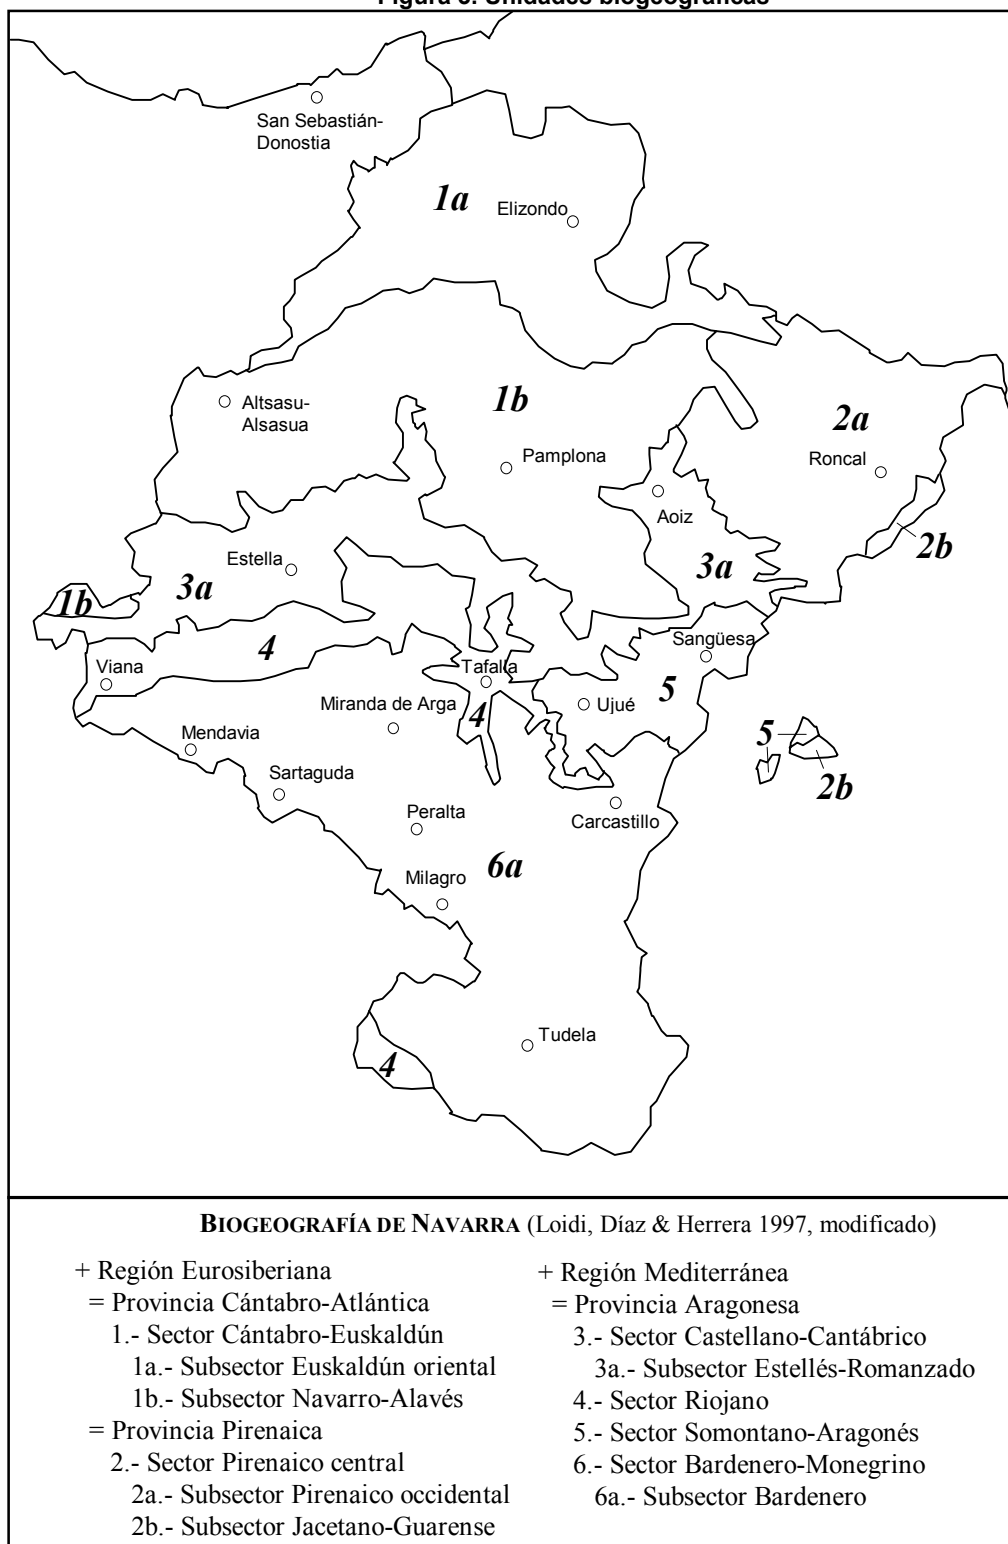 San Sebastián-
Donostia
1a
Elizondo
Altsasu-
Alsasua
1b
2a
Pamplona
Roncal
Aoiz
2b
Estella
3a
3a
1b
4
Sangüesa
Viana
Tafalla
5
Miranda de Arga
4
Ujué
Mendavia
5
2b
Sartaguda
Peralta
Carcastillo
6a
Milagro
Tudela
4
BIOGEOGRAFÍA DE NAVARRA (Loidi, Díaz & Herrera 1997, modificado)
+ Región Eurosiberiana
= Provincia Cántabro-Atlántica
1.- Sector Cántabro-Euskaldún
1a.- Subsector Euskaldún oriental
1b.- Subsector Navarro-Alavés
= Provincia Pirenaica
2.- Sector Pirenaico central
2a.- Subsector Pirenaico occidental
2b.- Subsector Jacetano-Guarense
+ Región Mediterránea
= Provincia Aragonesa
3.- Sector Castellano-Cantábrico
3a.- Subsector Estellés-Romanzado
4.- Sector Riojano
5.- Sector Somontano-Aragonés
6.- Sector Bardenero-Monegrino
6a.- Subsector Bardenero